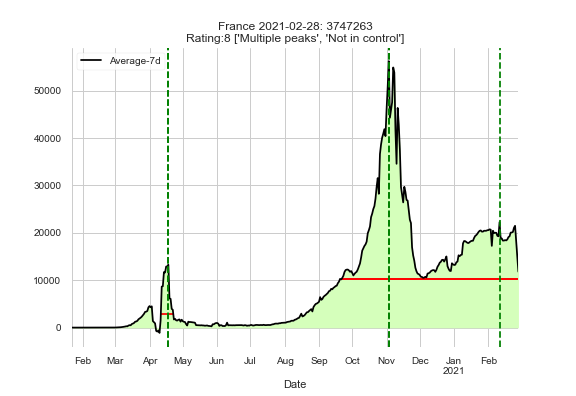 France 2021-02-28: 3747263
Rating:8 ['Multiple peaks', 'Not in control']
Average-7d
50000
40000
30000
20000
10000
0
Feb Mar Apr May Jun Jul Aug Sep Oct Nov Dec Jan Feb
2021
Date